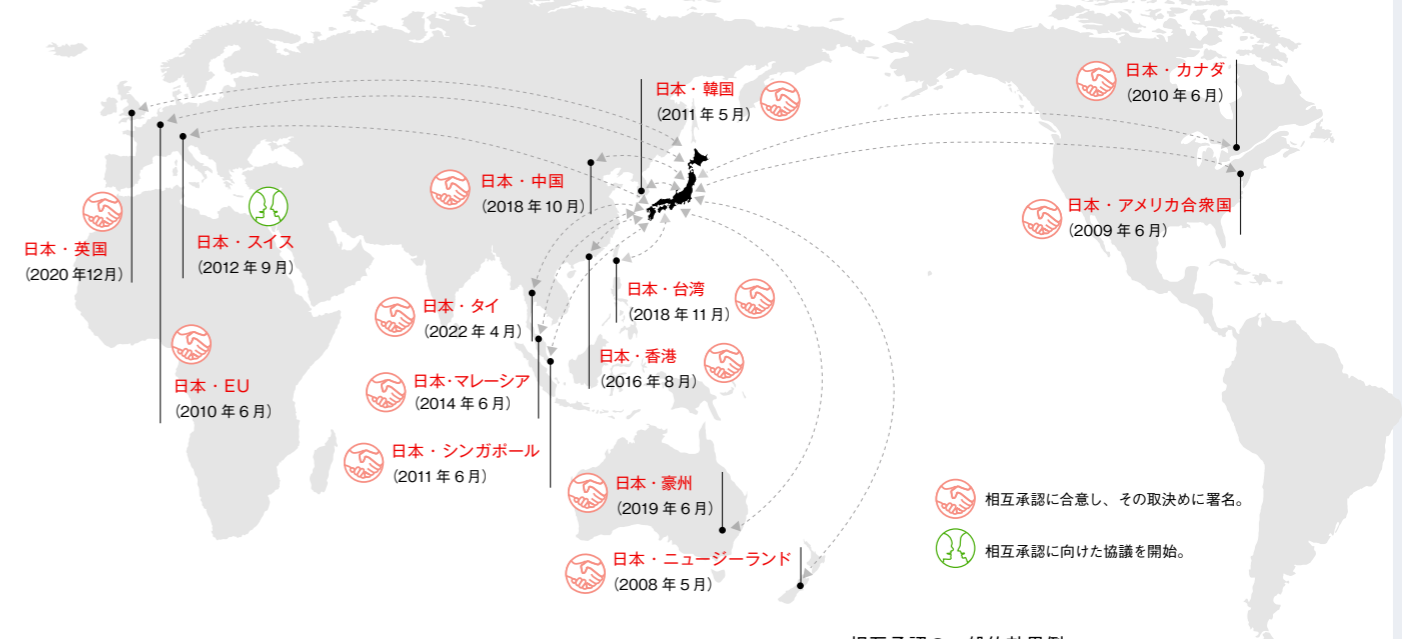 日本・カナダ
(2010年6月)
日本・韓国
(2011年5月)
日本・中国
(2018年10月)
日本・アメリカ合衆国
(2009年6月)
日本・英国
(2020年12月)
日本・スイス
(2012年9月)
日本・タイ
(2022年4月)
日本・台湾
(2018年11月)
日本・EU
(2010年6月)
日本・香港
(2016年8月)
日本・マレーシア
(2014年6月)
日本・シンガポール
(2011年6月)
日本・豪州
(2019年6月)
日本・ニュージーランド
(2008年5月)
相互承認に合意し、その取決めに署名。
相互承認に向けた協議を開始。